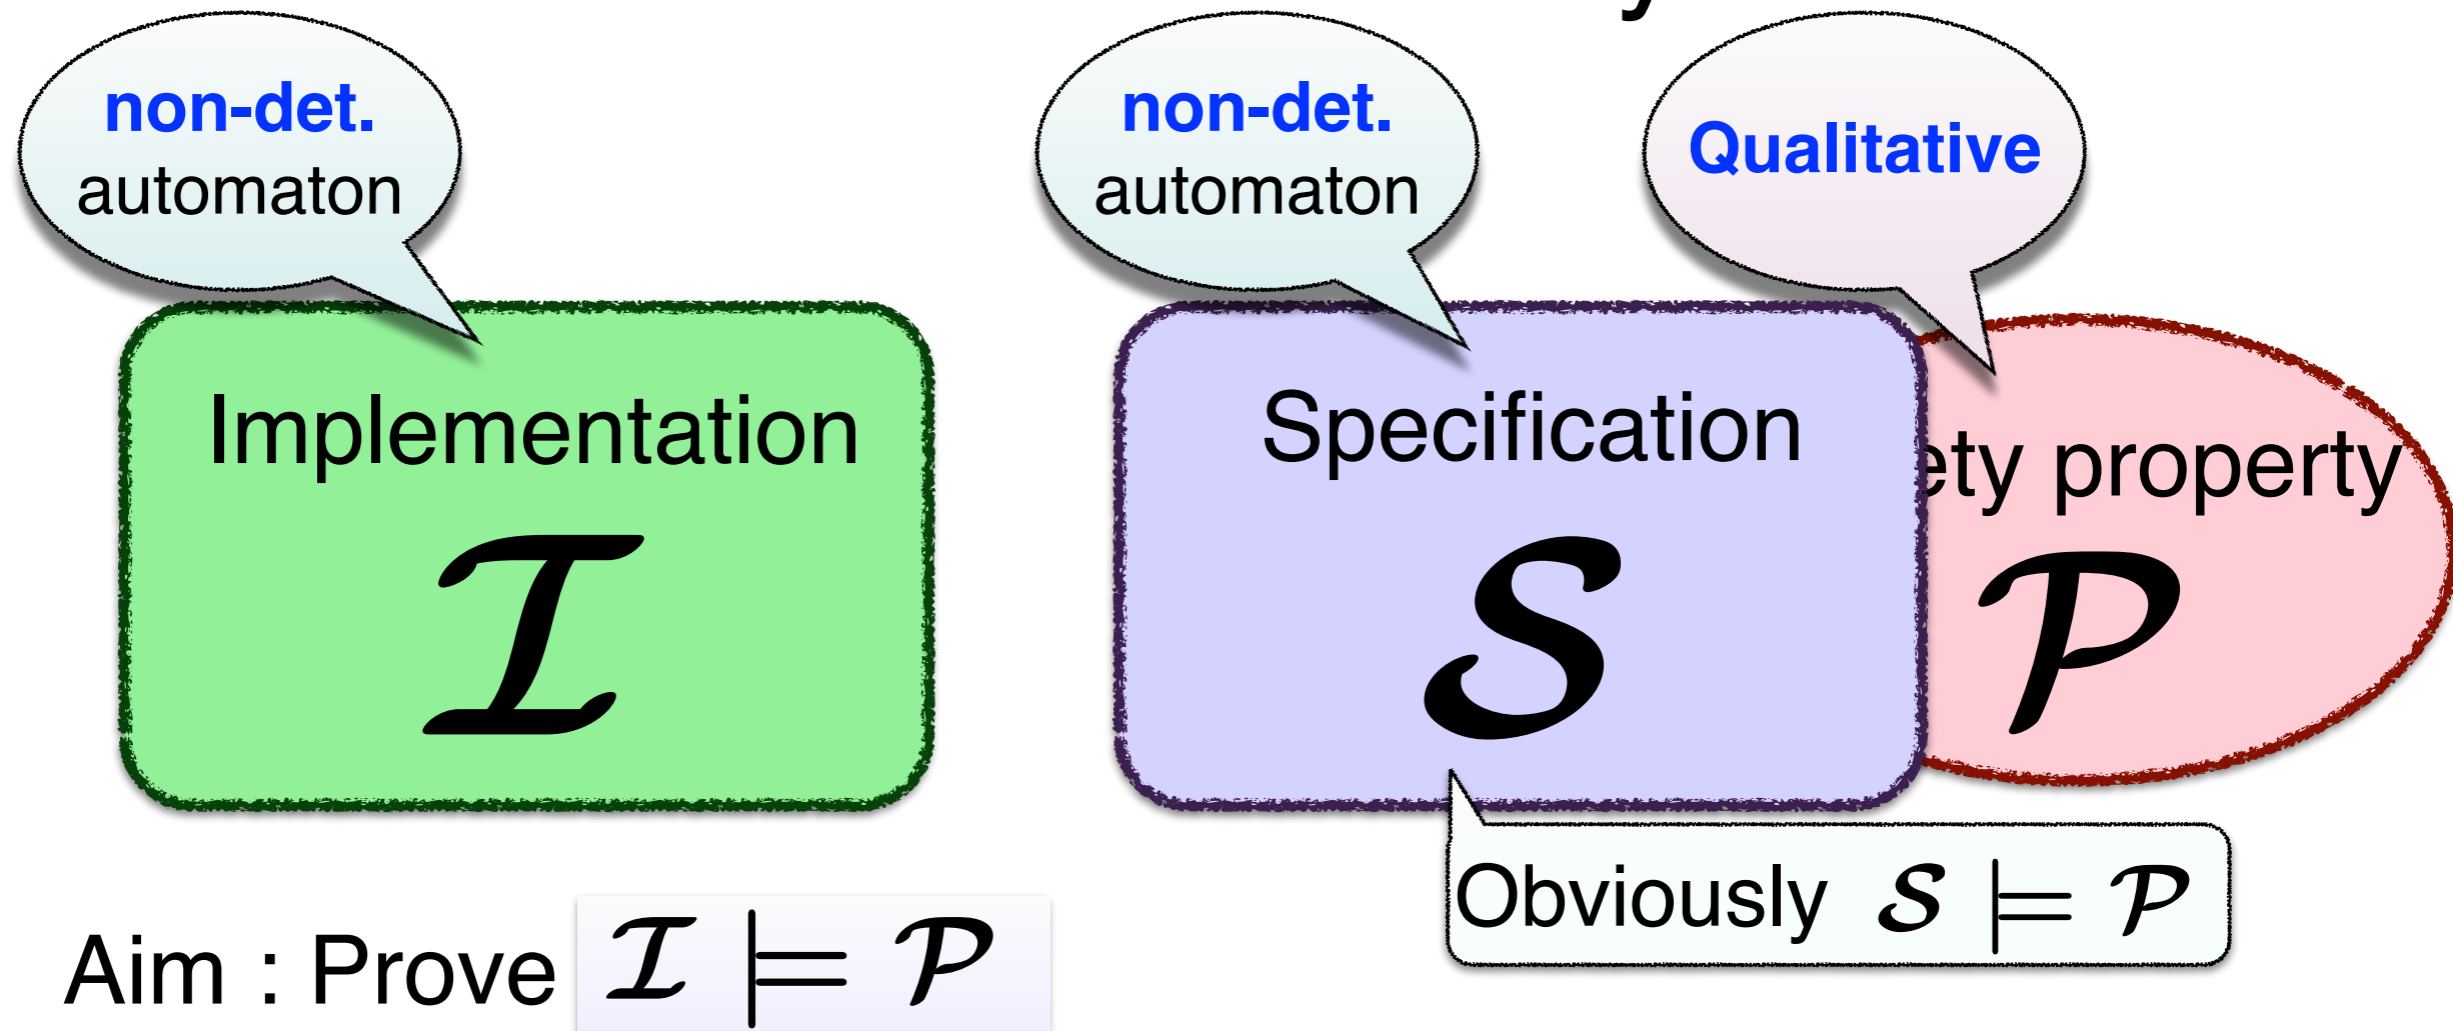 non-det.
automaton
non-det.
automaton
Qualitative
Implementation
Specification
ety property
ℐ
𝒮
𝒫
Obviously 𝒮 ⊨ 𝒫
Aim : Prove ℐ ⊨ 𝒫